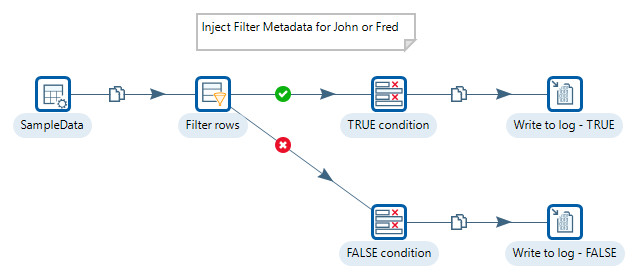 Inject Filter Metadata for John or Fred
SampleData
Filter rows
TRUE condition
Write to log - TRUE
FALSE condition
Write to log - FALSE